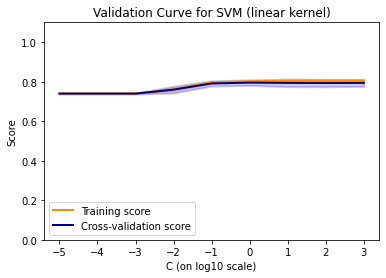 Validation Curve for SVM (linear kernel)
Score
1.0
0.8
0.6
0.4
0.2
0.0
Training score
Cross-validation score
−5 −4 −3 −2 −1 0 1 2 3
C (on log10 scale)